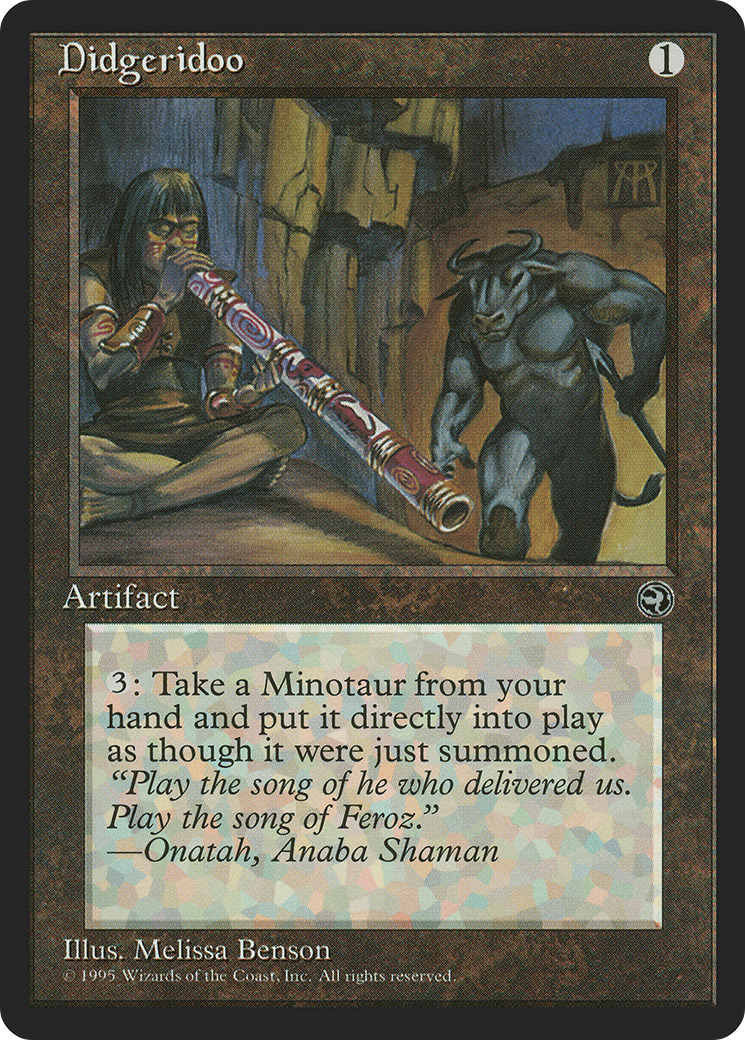 Didgeridoo
1
Artifact
3: Take a Minotaur from your
hand and put it directly into play
as though it were just summoned.
“Play the song of he who delivered us.
Play the song of Feroz.”
—Onatah, Anaba Shaman
Illus. Melissa Benson
© 1995 Wizards of the Coast, Inc. All rights reserved.